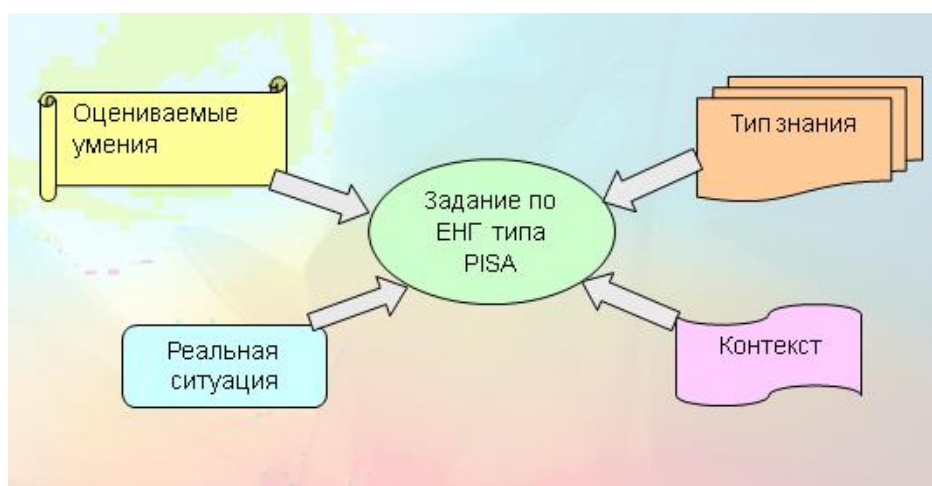 Оцениваемые
умения
Тип знания
Задание по
ЕНГ типа
PISA
Реальная
ситуация
Контекст